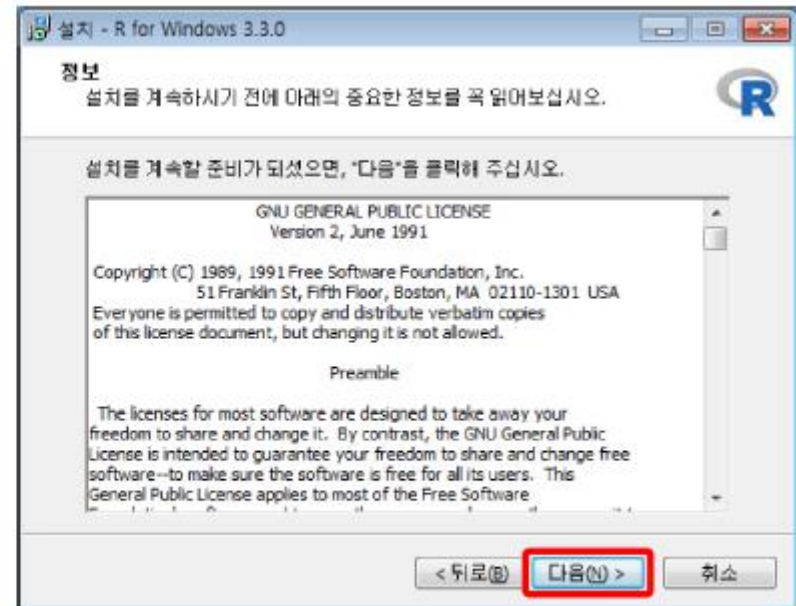 설치 - R for Windows 3.3.0
정보
설치를 계속하시기 전에 아래의 중요한 정보를 꼭 읽어보십시오.
R
설치를 계속할 준비가 되셨으면, "다음"을 클릭해 주십시오.
GNU GENERAL PUBLIC LICENSE
Version 2, June 1991
Copyright (C) 1989, 1991 Free Software Foundation, Inc.
51 Franklin St, Fifth Floor, Boston, MA 02110-1301 USA
Everyone is permitted to copy and distribute verbatim copies
of this license document, but changing it is not allowed.
Preamble
The licenses for most software are designed to take away your
freedom to share and change it. By contrast, the GNU General Public
License is intended to guarantee your freedom to share and change free
software--to make sure the software is free for all its users. This
General Public License applies to most of the Free Software
< 뒤로(B) 다음(N) > 취소